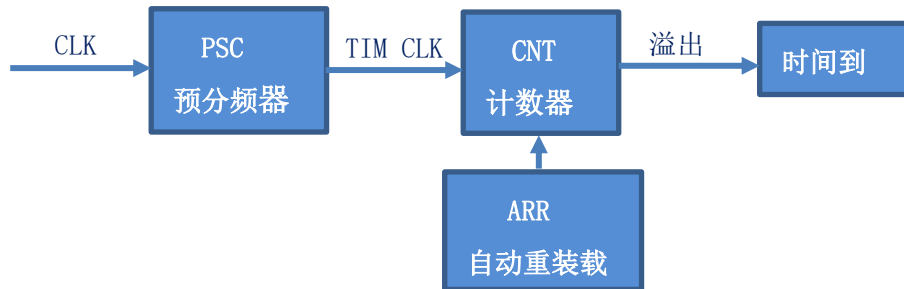 CLK
PSC
预分频器
TIM CLK
CNT
计数器
溢出
时间到
ARR
自动重装载